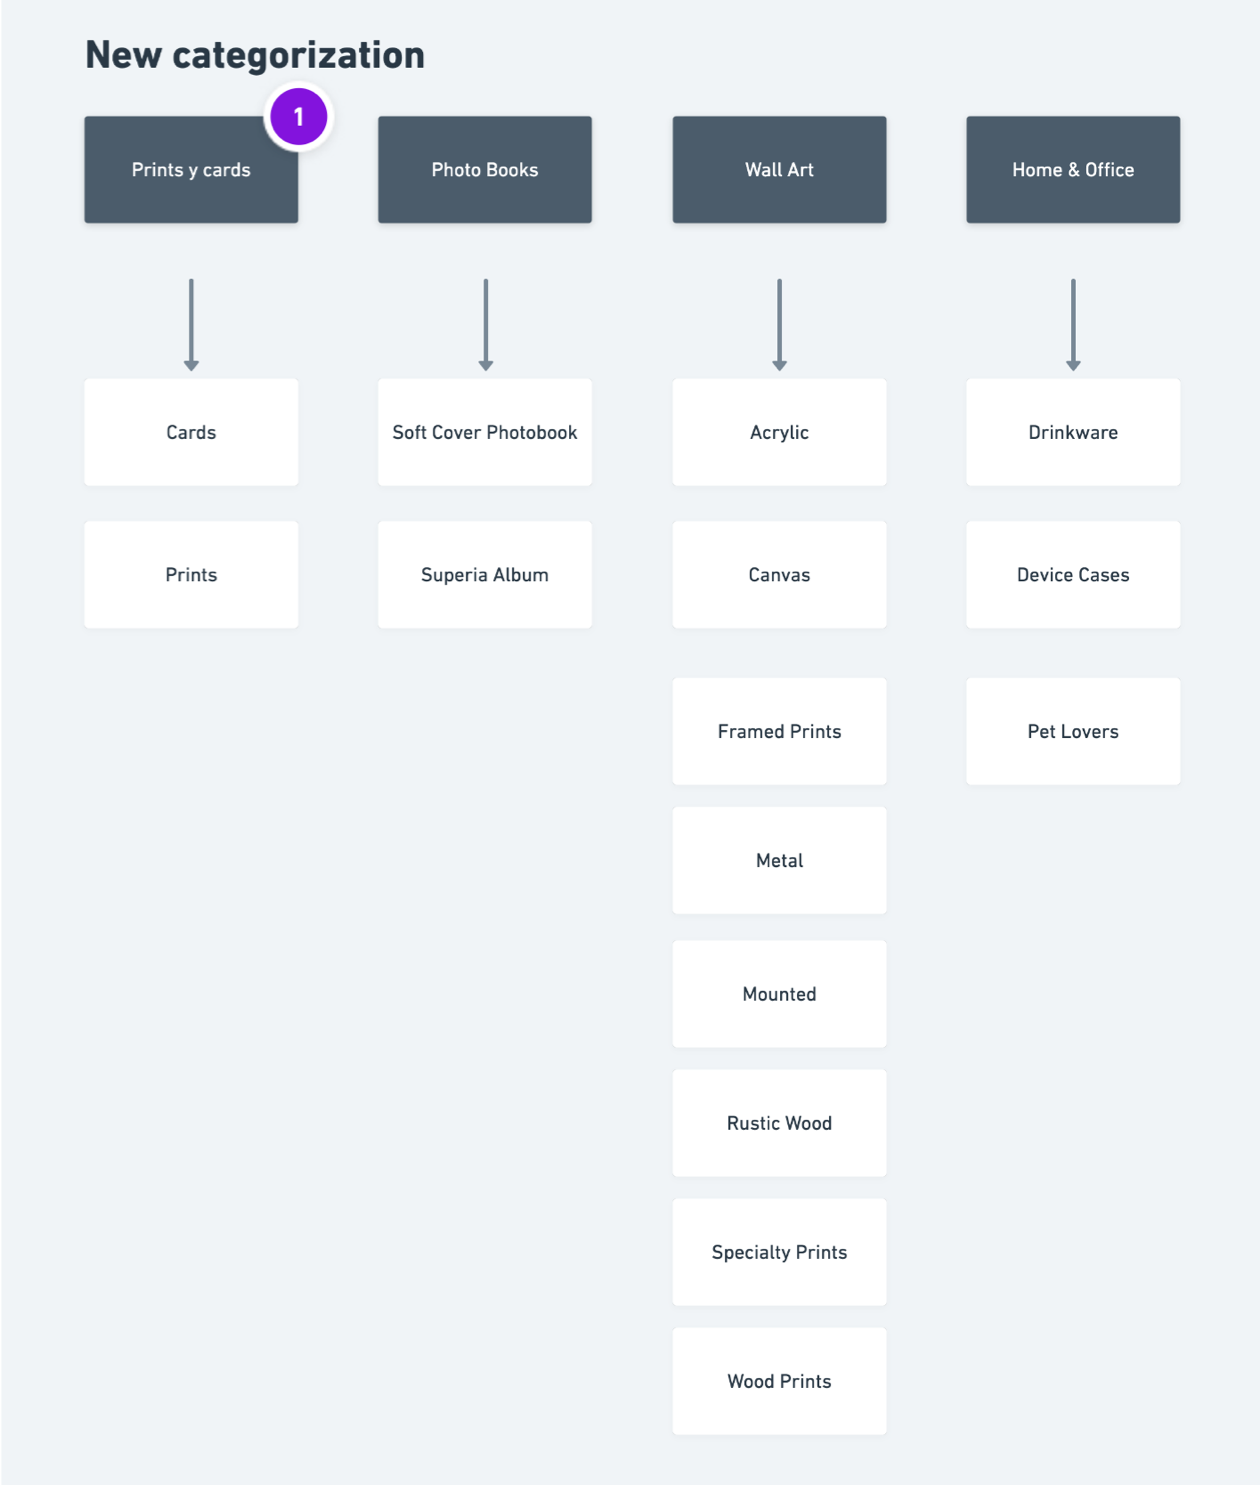 New categorization
1
Prints y cards
Photo Books
Wall Art
Home & Office
Cards
Soft Cover Photobook
Acrylic
Drinkware
Prints
Superia Album
Canvas
Device Cases
Framed Prints
Pet Lovers
Metal
Mounted
Rustic Wood
Specialty Prints
Wood Prints